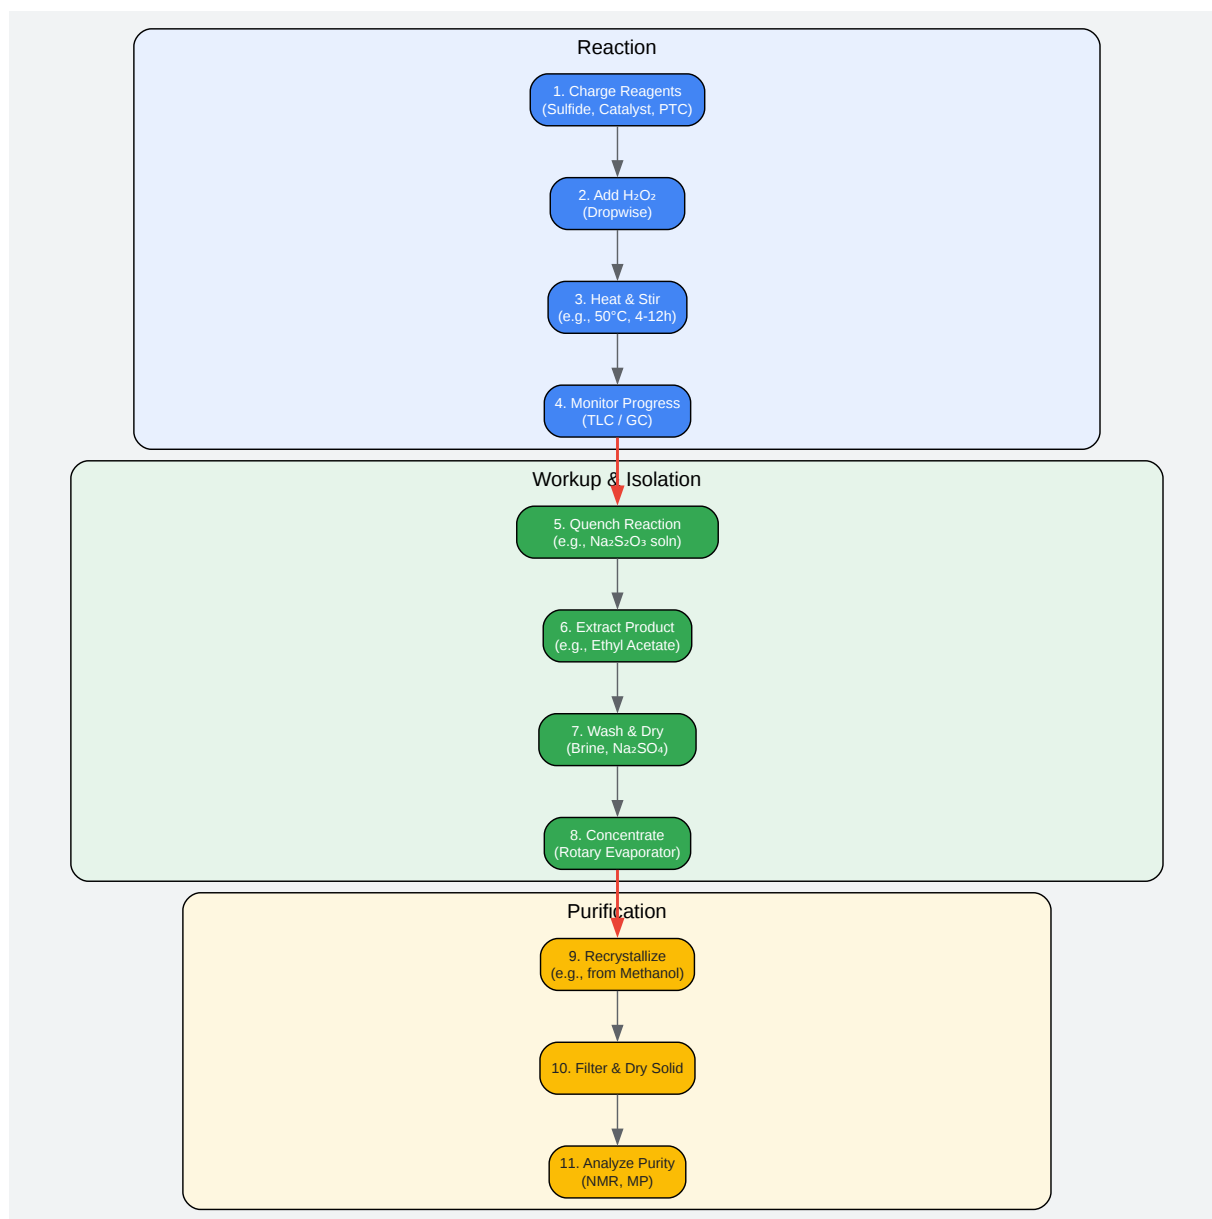 Reaction
1. Charge Reagents
(Sulfide, Catalyst, PTC)
2. Add H₂O₂
(Dropwise)
3. Heat & Stir
(e.g., 50°C, 4-12h)
4. Monitor Progress
(TLC / GC)
Workup & Isolation
5. Quench Reaction
(e.g., Na₂S₂O₃ soln)
6. Extract Product
(e.g., Ethyl Acetate)
7. Wash & Dry
(Brine, Na₂SO₄)
8. Concentrate
(Rotary Evaporator)
Purification
9. Recrystallize
(e.g., from Methanol)
10. Filter & Dry Solid
11. Analyze Purity
(NMR, MP)